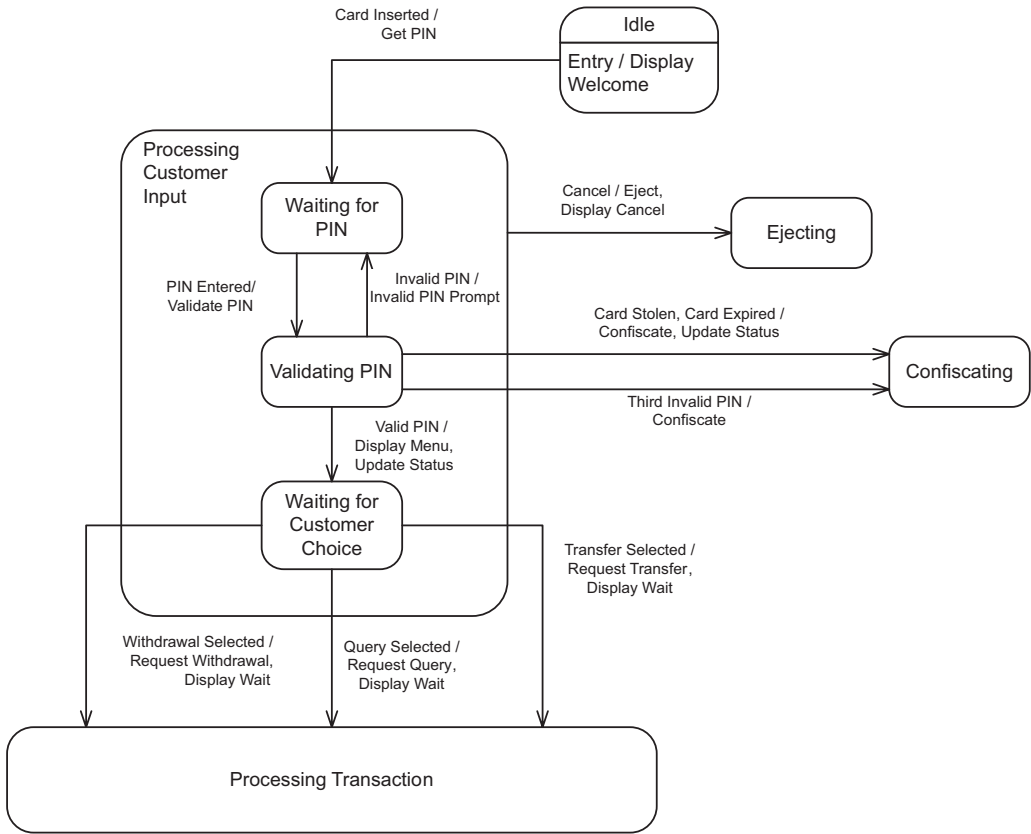 Card Inserted /
Get PIN
Idle
Entry / Display
Welcome
Processing
Customer
Input
Waiting for
PIN
Cancel / Eject,
Display Cancel
Ejecting
PIN Entered/
Validate PIN
Invalid PIN /
Invalid PIN Prompt
Card Stolen, Card Expired /
Confiscate, Update Status
Validating PIN
Confiscating
Third Invalid PIN /
Confiscate
Valid PIN /
Display Menu,
Update Status
Waiting for
Customer
Choice
Transfer Selected /
Request Transfer,
Display Wait
Withdrawal Selected /
Request Withdrawal,
Display Wait
Query Selected /
Request Query,
Display Wait
Processing Transaction